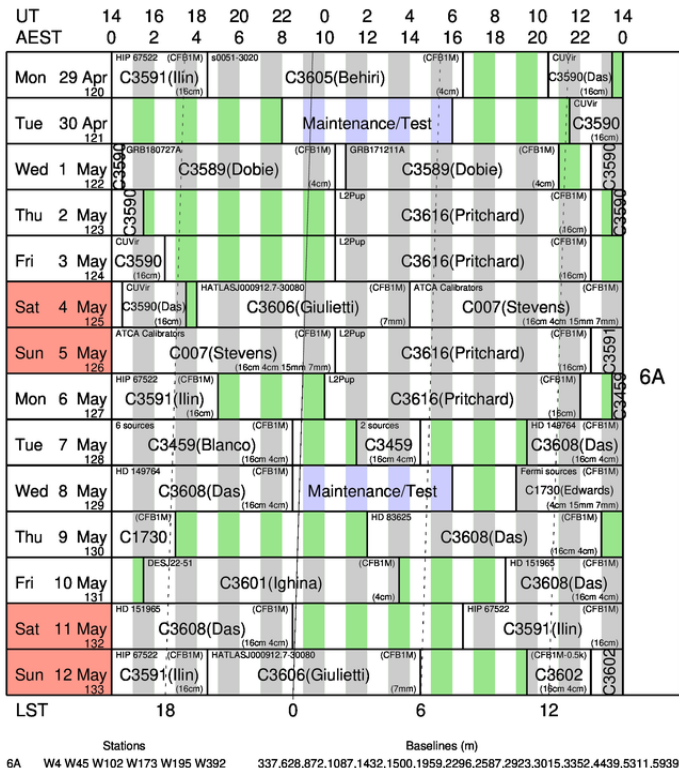 UT 14 16 18 20 22 0 2 4 6 8 10 12 14
AEST 0 2 4 6 8 10 12 14 16 18 20 22 0
HIP 67522 (CFB1M) s0051-3020 (CFB1M) CUVir
Mon 29 Apr C3591(Ilin) C3605(Behiri) C3590(Das)
120 (16cm) (4cm) (16cm)
CUVir
Tue 30 Apr Maintenance/Test C3590
121 (16cm)
C3590 GRB180727A (CFB1M) GRB171211A (CFB1M) C3590
Wed 1 May C3589(Dobie) C3589(Dobie)
122 (4cm) (4cm)
C3590 L2Pup (CFB1M) C3590
Thu 2 May C3616(Pritchard)
123 (16cm)
CUVir L2Pup (CFB1M)
Fri 3 May C3590 C3616(Pritchard)
124 (16cm) (16cm)
CUVir HATLASJ000912.7-30080 (CFB1M) ATCA Calibrators
Sat 4 May C3590(Das) C3606(Giulietti) C007(Stevens)
125 (16cm) (7mm) (16cm 4cm 15mm 7mm)
ATCA Calibrators (CFB1M) L2Pup (CFB1M) C3591
Sun 5 May C007(Stevens) C3616(Pritchard)
126 (16cm 4cm 15mm 7mm) (16cm)
HIP 67522 (CFB1M) L2Pup (CFB1M) C3459
Mon 6 May C3591(Ilin) C3616(Pritchard)
127 (16cm) (16cm)
6A
6 sources (CFB1M) 2 sources HD 149764
Tue 7 May C3459(Blanco) C3459 C3608(Das)
128 (16cm 4cm) (16cm 4cm) (16cm 4cm)
HD 149764 (CFB1M) Fermi sources (CFB1M)
Wed 8 May C3608(Das) Maintenance/Test C1730(Edwards)
129 (16cm 4cm) (4cm 15mm 7mm)
(CFB1M) HD 83625 (CFB1M)
Thu 9 May C1730 C3608(Das)
130 (16cm 4cm)
DESJ22-51 (CFB1M) HD 151965
Fri 10 May C3601(Ighina) C3608(Das)
131 (4cm) (16cm 4cm)
HD 151965 (CFB1M) HIP 67522 (CFB1M)
Sat 11 May C3608(Das) C3591(Ilin)
132 (16cm 4cm) (16cm)
HIP 67522 (CFB1M) HATLASJ000912.7-30080 (CFB1M) (CFB1M-0.5k) C3602
Sun 12 May C3591(Ilin) C3606(Giulietti) C3602
133 (16cm) (7mm) (16cm 4cm)
LST 18 0 6 12
Stations Baselines (m)
6A W4 W45 W102 W173 W195 W392 337,628,872,1087,1432,1500,1959,2296,2587,2923,3015,3352,4439,5311,5939